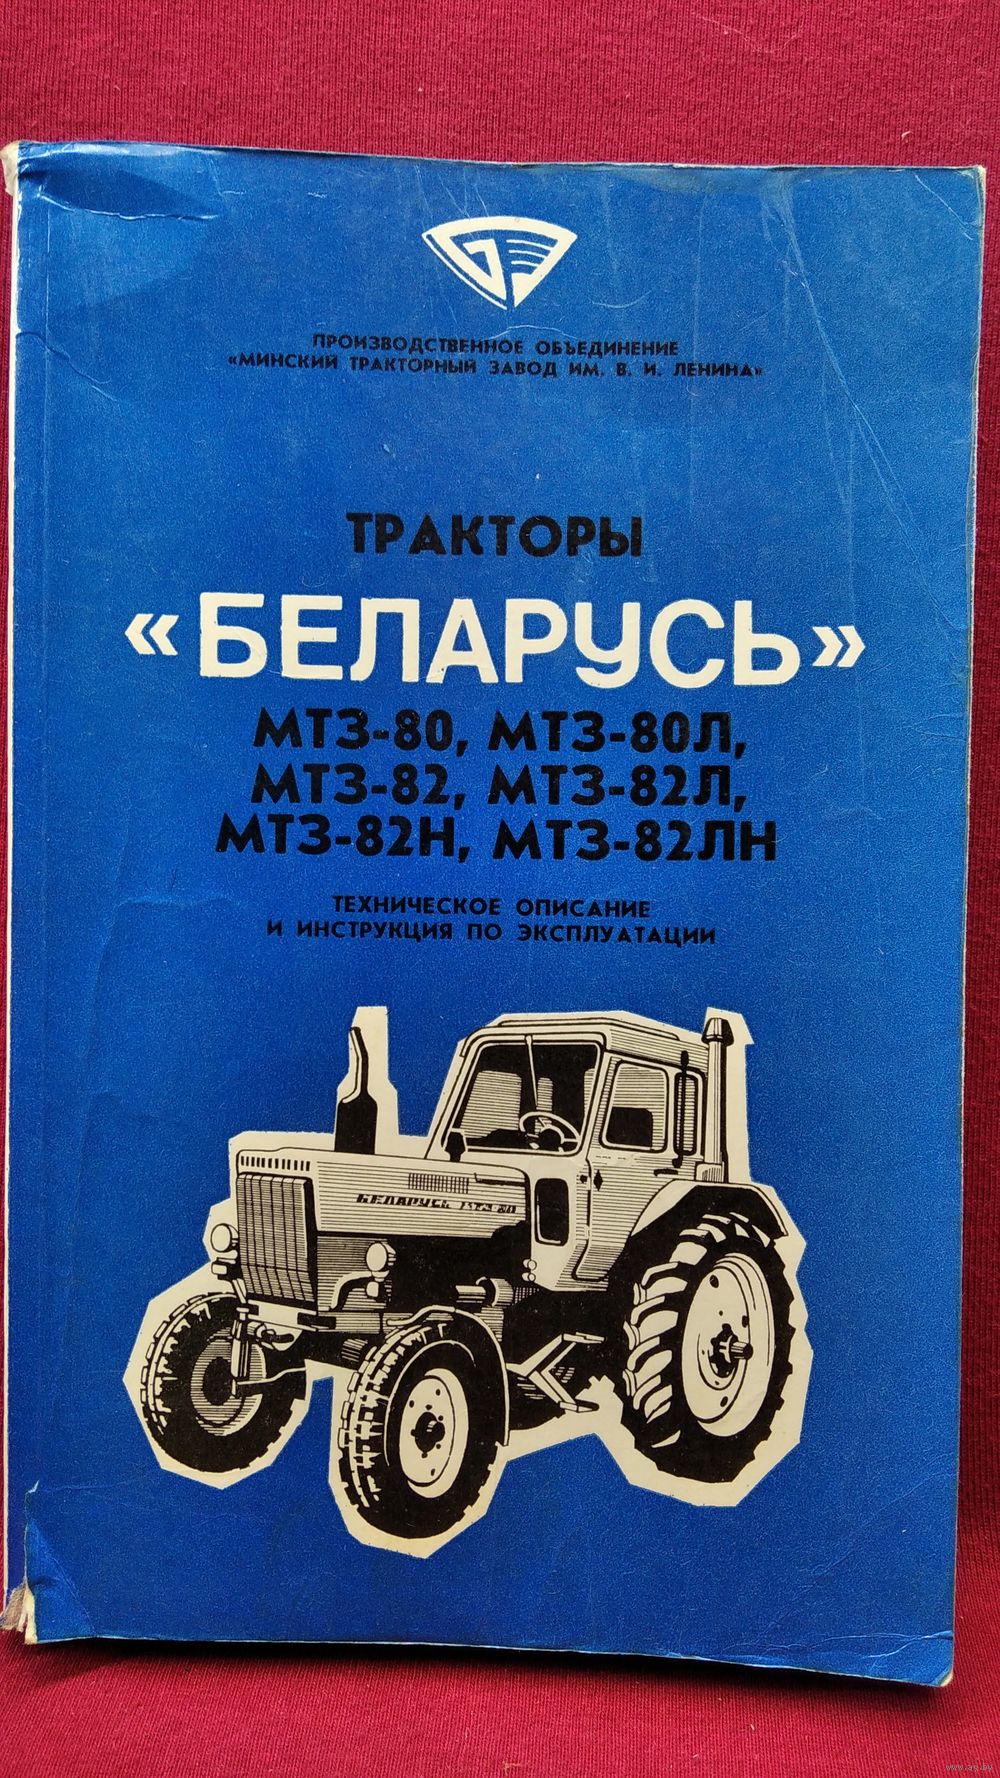 ПРОИЗВОДСТВЕННОЕ ОБЪЕДИНЕНИЕ
«МИНСКИЙ ТРАКТОРНЫЙ ЗАВОД ИМ. В. И. ЛЕНИНА»
ТРАКТОРЫ
«БЕЛАРУСЬ»
МТЗ-80, МТЗ-80Л,
МТЗ-82, МТЗ-82Л,
МТЗ-82Н, МТЗ-82ЛН
ТЕХНИЧЕСКОЕ ОПИСАНИЕ
И ИНСТРУКЦИЯ ПО ЭКСПЛУАТАЦИИ
БЕЛАРУСЬ